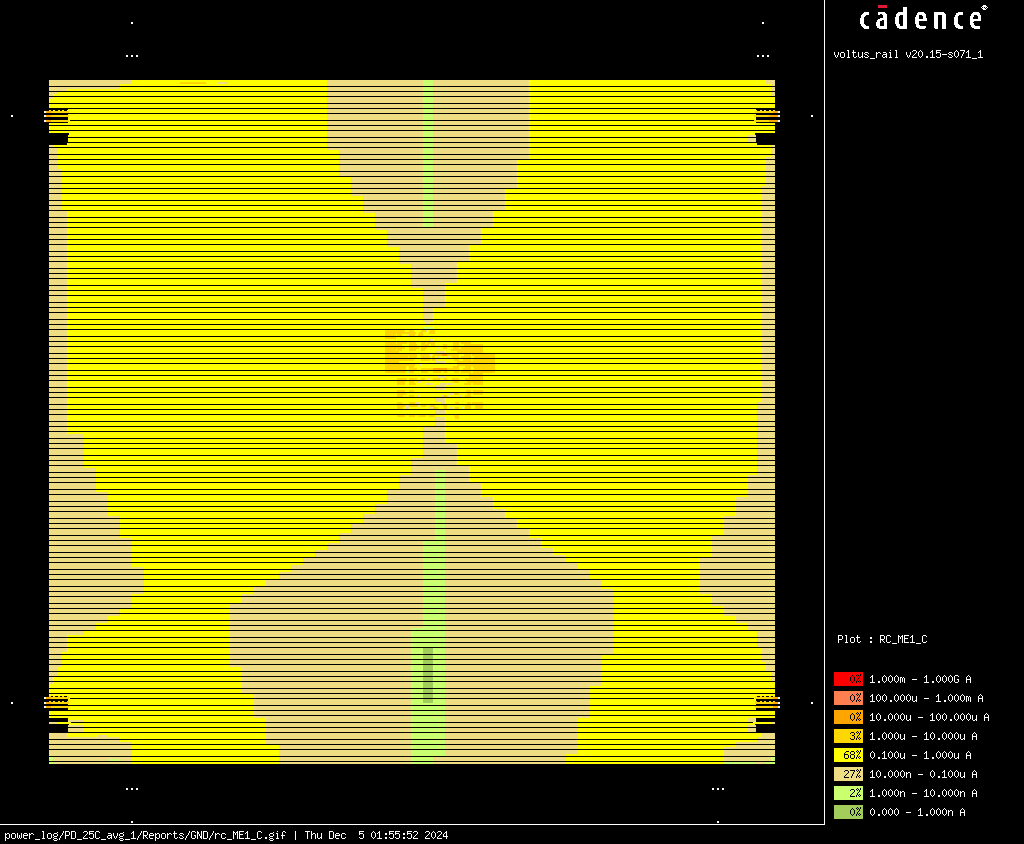 cādence®
voltus_rail v20.15-s071_1
Plot : RC_ME1_C
0% 1.000m - 1.000G A
0% 100.000u - 1.000m A
0% 10.000u - 100.000u A
3% 1.000u - 10.000u A
68% 0.100u - 1.000u A
27% 10.000n - 0.100u A
2% 1.000n - 10.000n A
0% 0.000 - 1.000n A
power_log/PD_25C_avg_1/Reports/GND/rc_ME1_C.gif | Thu Dec  5 01:55:52 2024